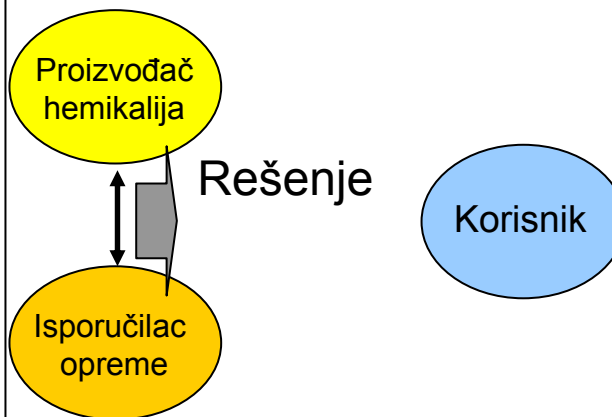 Proizvođač
hemikalija
Rešenje
Korisnik
Isporučilac
opreme